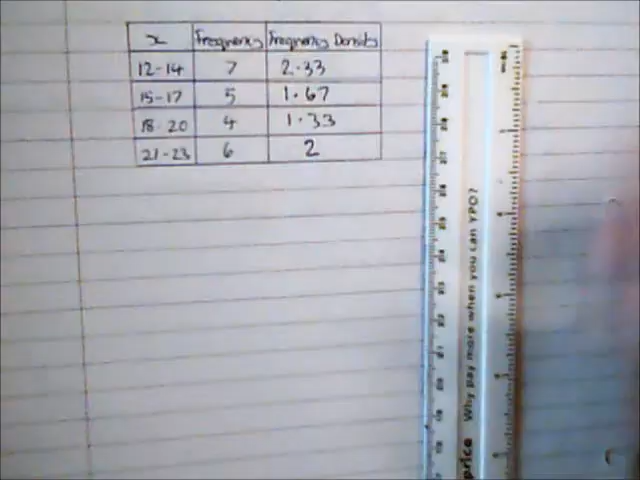 x Frequency Frequency Density
12-14 7 2.33
15-17 5 1.67
18-20 4 1.33
21-23 6 2
price Why pay more when you can YPO?